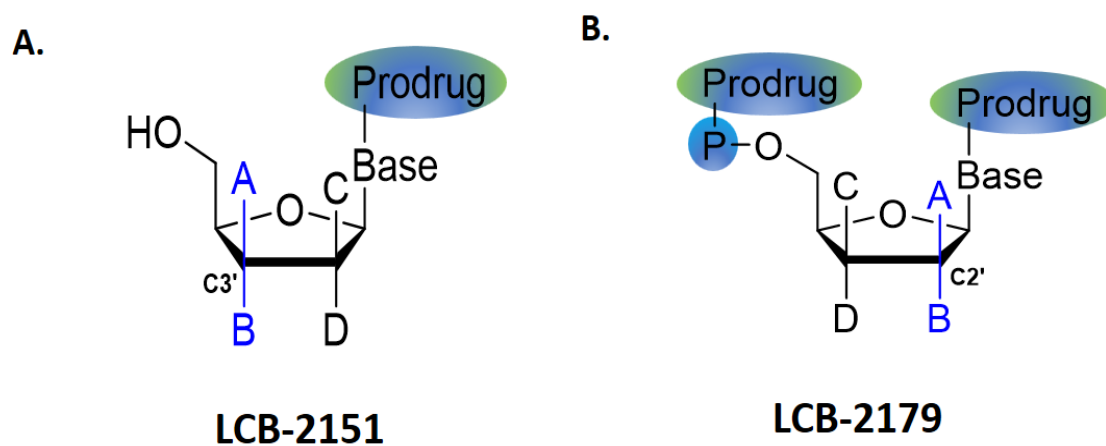 A.
Prodrug
HO
A
C
Base
O
C3'
B
D
LCB-2151
B.
Prodrug
Prodrug
P
O
C
A
Base
O
C2'
D
B
LCB-2179